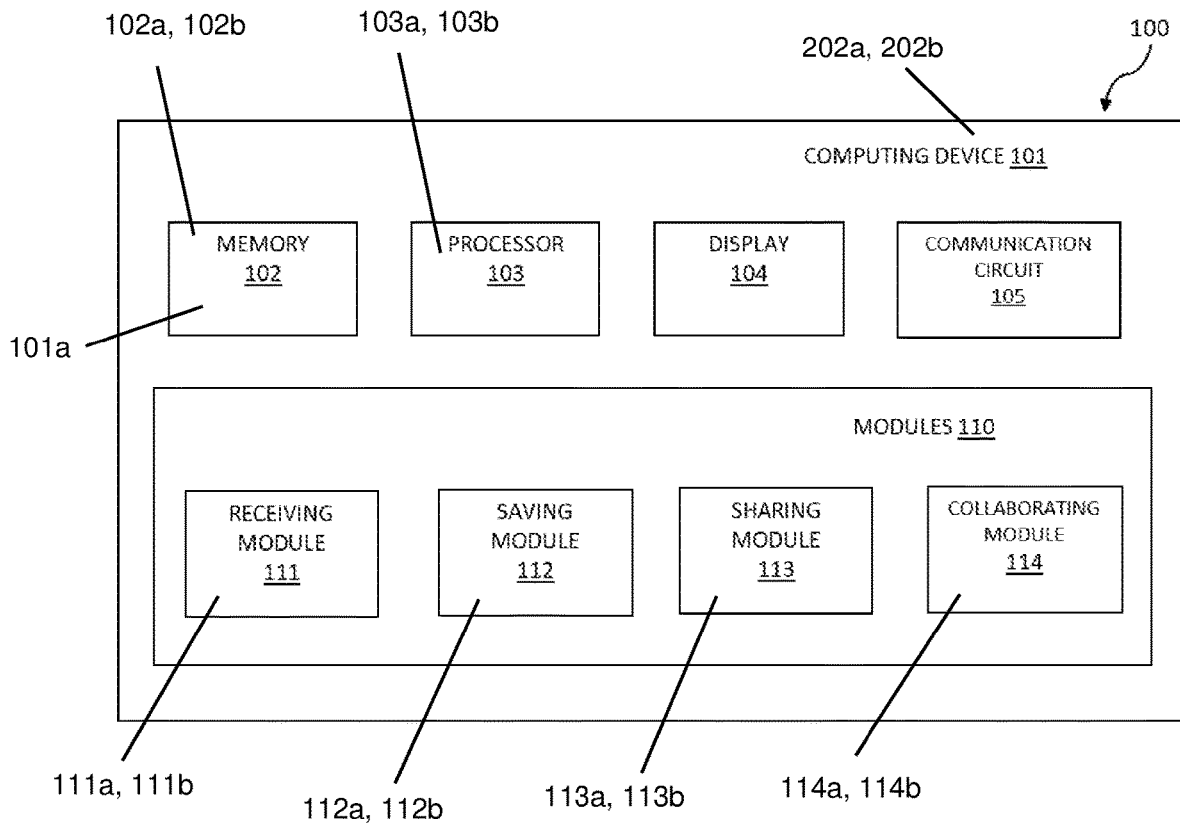 102a, 102b
103a, 103b
202a, 202b
100
COMPUTING DEVICE 101
MEMORY
102
PROCESSOR
103
DISPLAY
104
COMMUNICATION
CIRCUIT
105
101a
MODULES 110
RECEIVING
MODULE
111
SAVING
MODULE
112
SHARING
MODULE
113
COLLABORATING
MODULE
114
111a, 111b
112a, 112b
113a, 113b
114a, 114b